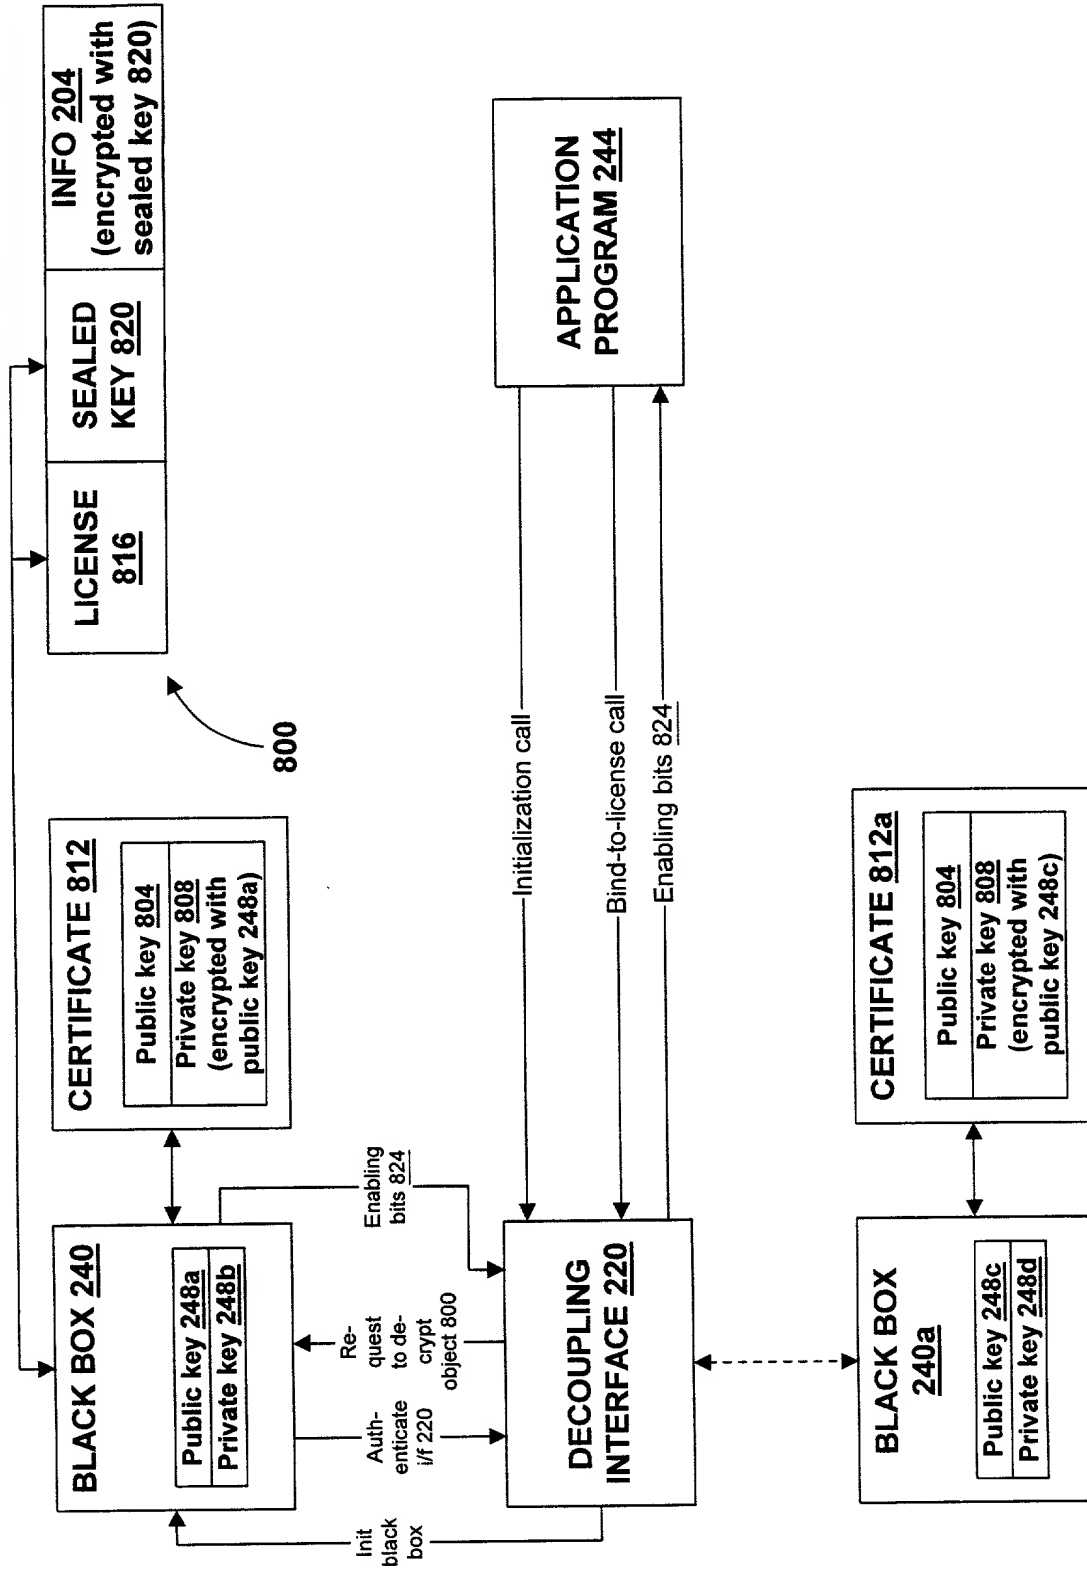 BLACK BOX 240
Public key 248a
Private key 248b
CERTIFICATE 812
Public key 804
Private key 808
(encrypted with
public key 248a)
LICENSE
816
SEALED
KEY 820
INFO 204
(encrypted with
sealed key 820)
800
Init
black
box
Auth-
enticate
i/f 220
Re-
quest
to de-
crypt
object 800
Enabling
bits 824
DECOUPLING
INTERFACE 220
Initialization call
Bind-to-license call
Enabling bits 824
APPLICATION
PROGRAM 244
BLACK BOX
240a
Public key 248c
Private key 248d
CERTIFICATE 812a
Public key 804
Private key 808
(encrypted with
public key 248c)